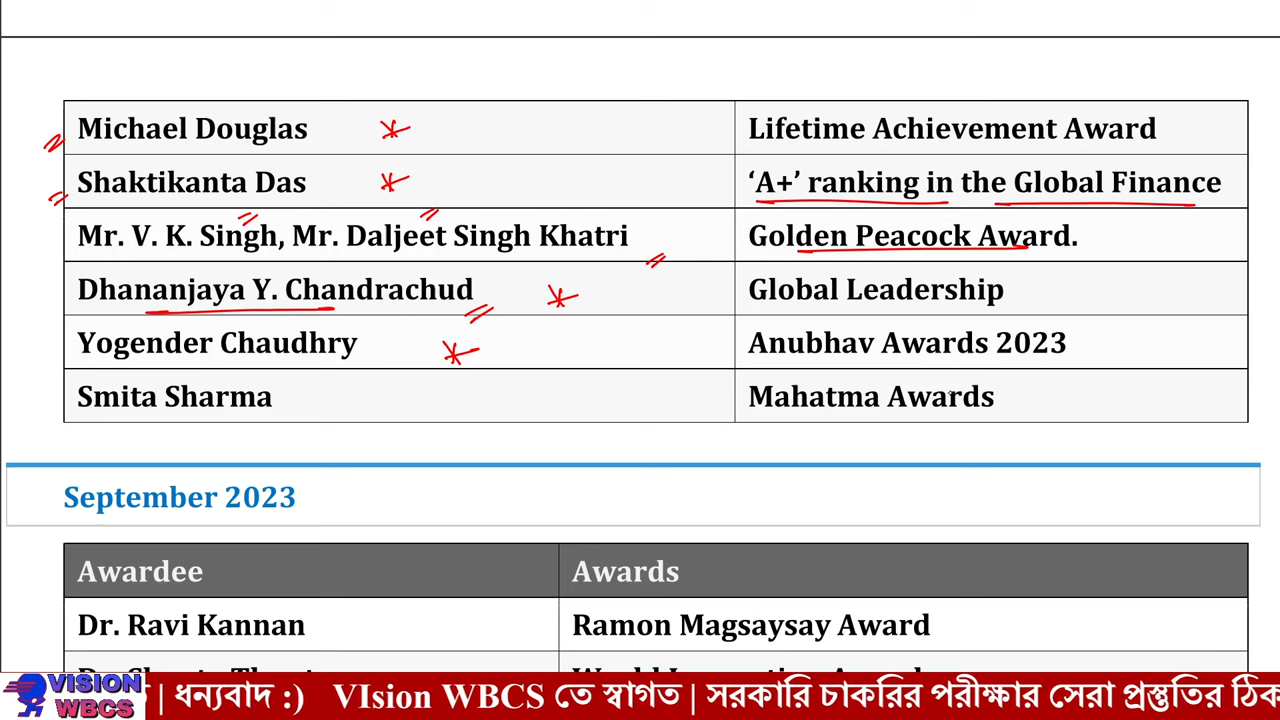 Michael Douglas Lifetime Achievement Award
Shaktikanta Das ‘A+’ ranking in the Global Finance
Mr. V. K. Singh, Mr. Daljeet Singh Khatri Golden Peacock Award.
Dhananjaya Y. Chandrachud Global Leadership
Yogender Chaudhry Anubhav Awards 2023
Smita Sharma Mahatma Awards
September 2023
Awardee Awards
Dr. Ravi Kannan Ramon Magsaysay Award
VISION WBCS
| ধন্যবাদ :) VIsion WBCS তে স্বাগত | সরকারি চাকরির পরীক্ষার সেরা প্রস্তুতির